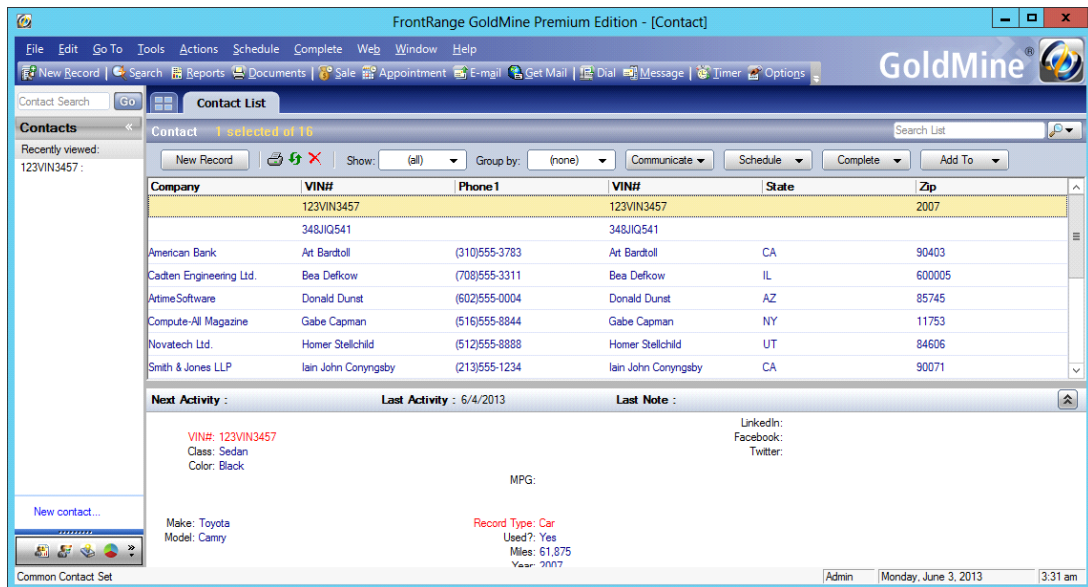 FrontRange GoldMine Premium Edition - [Contact]
File Edit Go To Tools Actions Schedule Complete Web Window Help
New Record Search Reports Documents Sale Appointment E-mail Get Mail Dial Message Timer Options
GoldMine®
Contact Search Go Contact List
Contacts « Contact 1 selected of 16 Search List
Recently viewed: New Record Show: (all) Group by: (none) Communicate Schedule Complete Add To
123VIN3457 :
Company VIN# Phone1 VIN# State Zip
123VIN3457 123VIN3457 2007
348JIQ541 348JIQ541
American Bank Art Bardtoll (310)555-3783 Art Bardtoll CA 90403
Cadten Engineering Ltd. Bea Defkow (708)555-3311 Bea Defkow IL 600005
ArtimeSoftware Donald Dunst (602)555-0004 Donald Dunst AZ 85745
Compute-All Magazine Gabe Capman (516)555-8844 Gabe Capman NY 11753
Novatech Ltd. Homer Stellchild (512)555-8888 Homer Stellchild UT 84606
Smith & Jones LLP Iain John Conyngsby (213)555-1234 Iain John Conyngsby CA 90071
Next Activity : Last Activity : 6/4/2013 Last Note :
LinkedIn:
VIN#: 123VIN3457 Facebook:
Class: Sedan Twitter:
Color: Black
MPG:
New contact...
Make: Toyota Record Type: Car
Model: Camry Used?: Yes
Miles: 61,875
Year: 2007
Common Contact Set Admin Monday, June 3, 2013 3:31 am